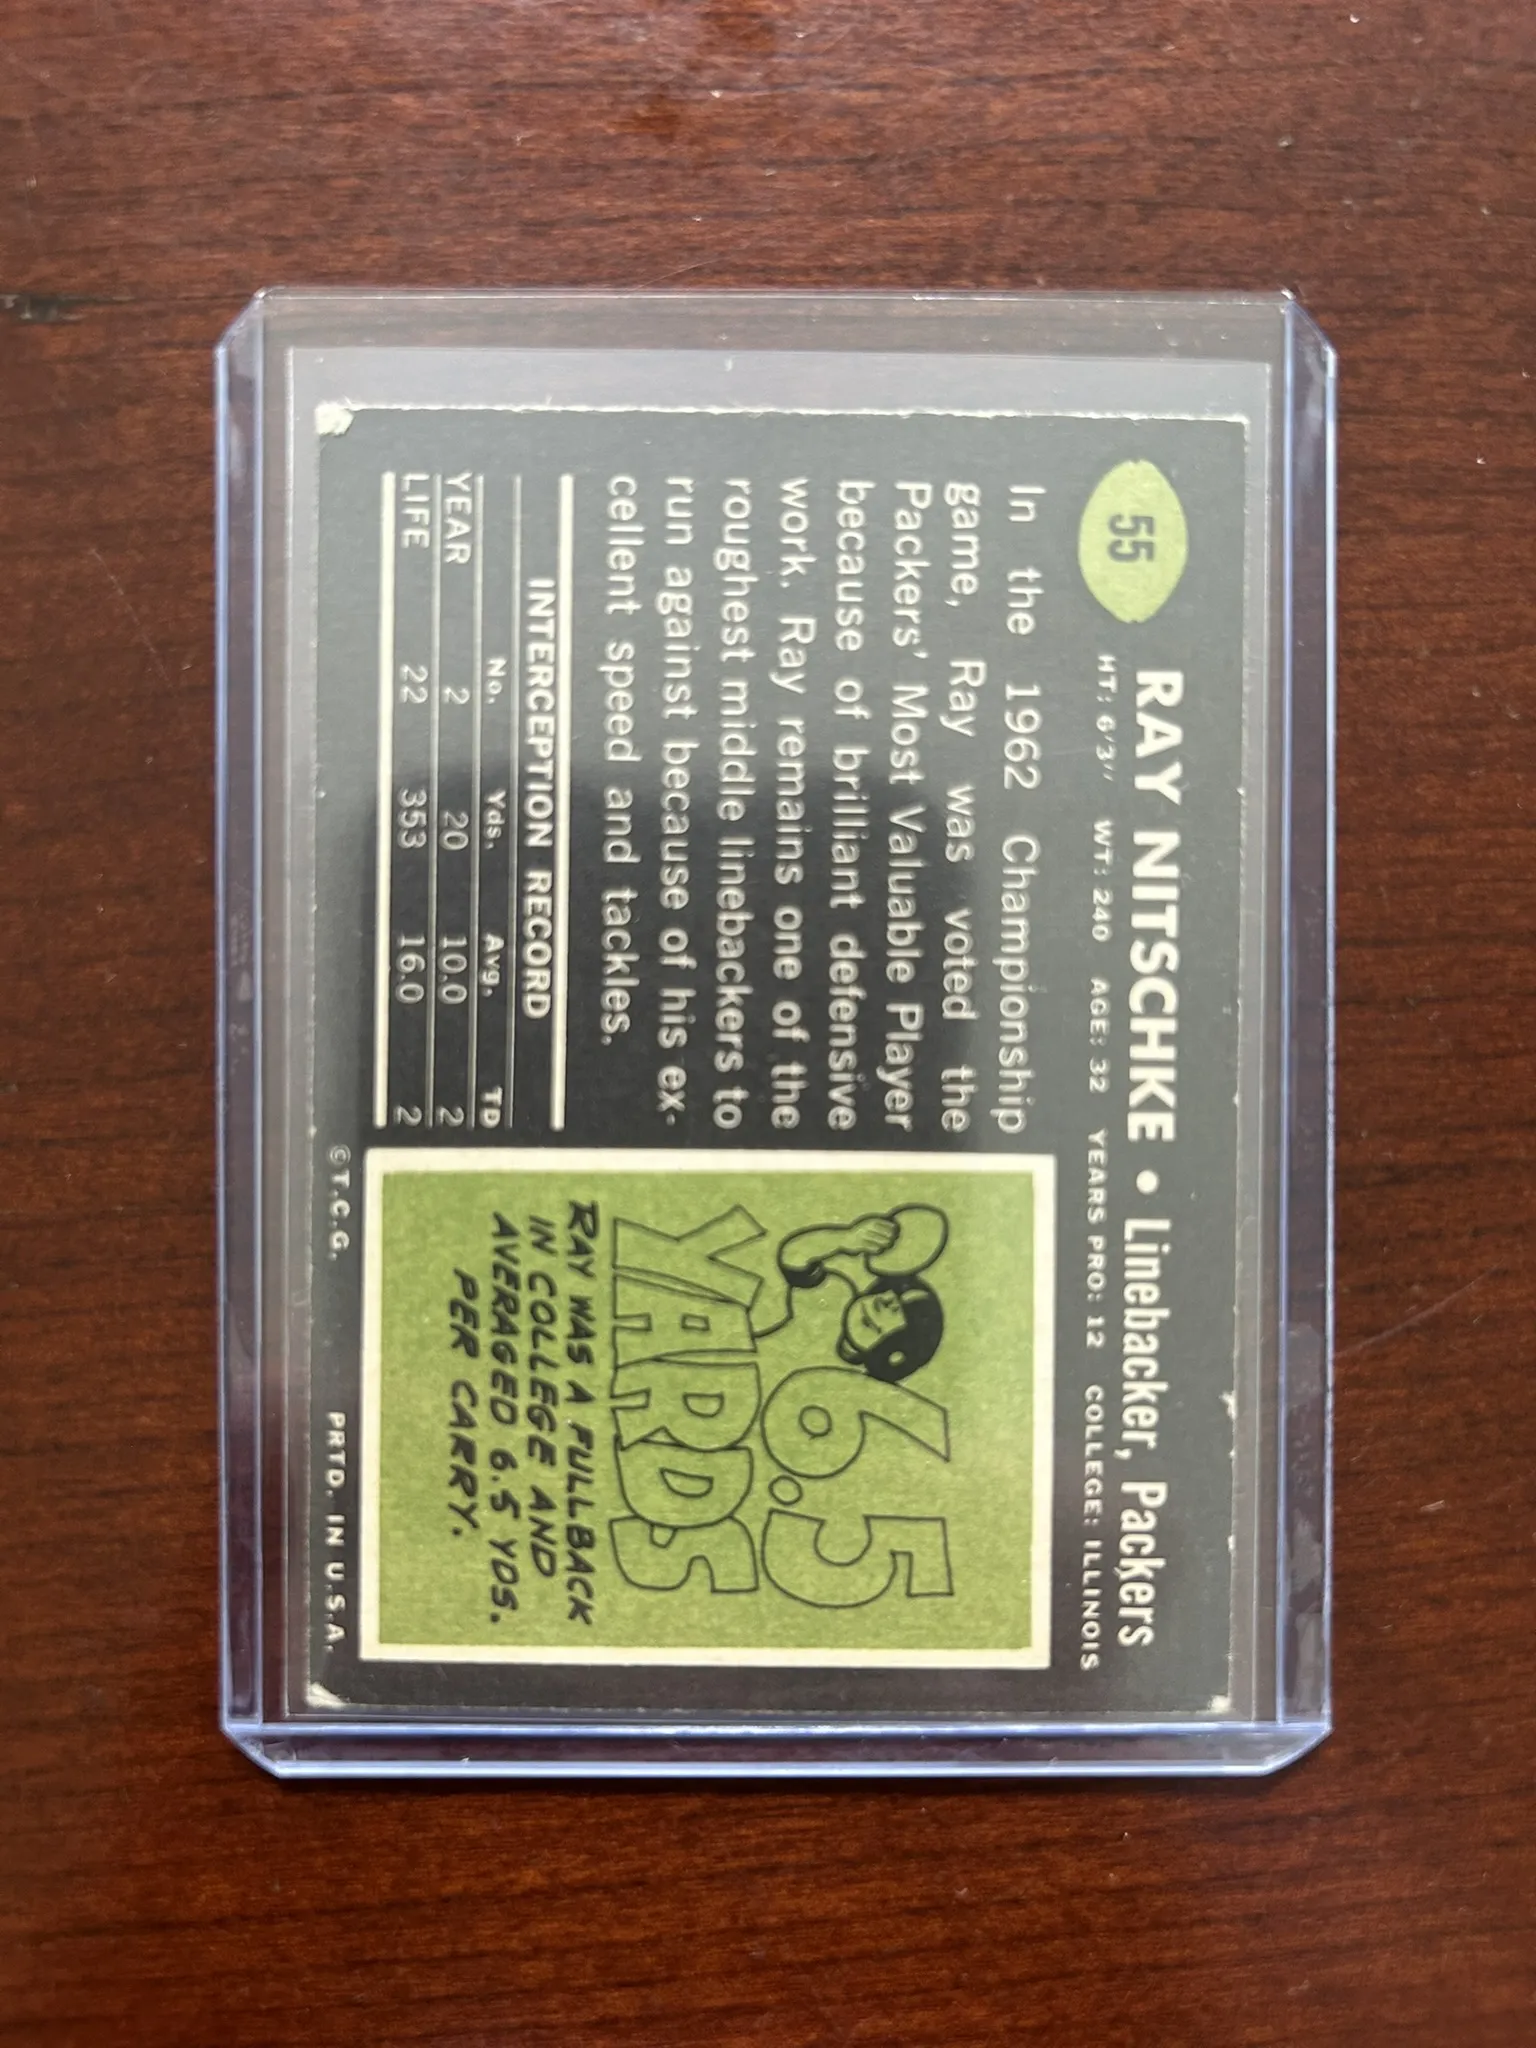 55
RAY NITSCHKE • Linebacker, Packers
HT: 6'3'' WT: 240 AGE: 32 YEARS PRO: 12 COLLEGE: ILLINOIS
In the 1962 Championship
game, Ray was voted the
Packers' Most Valuable Player
because of brilliant defensive
work. Ray remains one of the
roughest middle linebackers to
run against because of his ex-
cellent speed and tackles.
INTERCEPTION RECORD
No. Yds. Avg. TD
YEAR 2 20 10.0 2
LIFE 22 353 16.0 2
6.5
YARDS
RAY WAS A FULLBACK
IN COLLEGE AND
AVERAGED 6.5 YDS.
PER CARRY.
©T.C.G. PRTD. IN U.S.A.